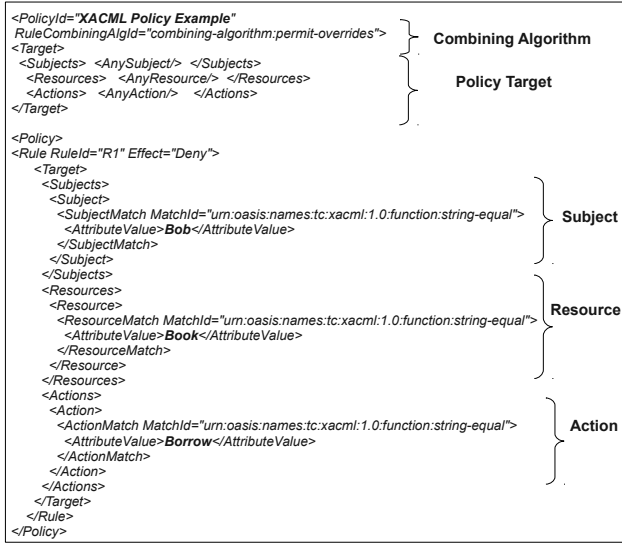 <PolicyId="XACML Policy Example"
RuleCombiningAlgId="combining-algorithm:permit-overrides">
Combining Algorithm
<Target>
<Subjects> <AnySubject/> </Subjects>
<Resources> <AnyResource/> </Resources>
Policy Target
<Actions> <AnyAction/> </Actions>
</Target>
<Policy>
<Rule RuleId="R1" Effect="Deny">
<Target>
<Subjects>
<Subject>
<SubjectMatch MatchId="urn:oasis:names:tc:xacml:1.0:function:string-equal">
Subject
<AttributeValue>Bob</AttributeValue>
</SubjectMatch>
</Subject>
</Subjects>
<Resources>
<Resource>
Resource
<ResourceMatch MatchId="urn:oasis:names:tc:xacml:1.0:function:string-equal">
<AttributeValue>Book</AttributeValue>
</ResourceMatch>
</Resource>
</Resources>
<Actions>
<Action>
<ActionMatch MatchId="urn:oasis:names:tc:xacml:1.0:function:string-equal">
Action
<AttributeValue>Borrow</AttributeValue>
</ActionMatch>
</Action>
</Actions>
</Target>
</Rule>
</Policy>